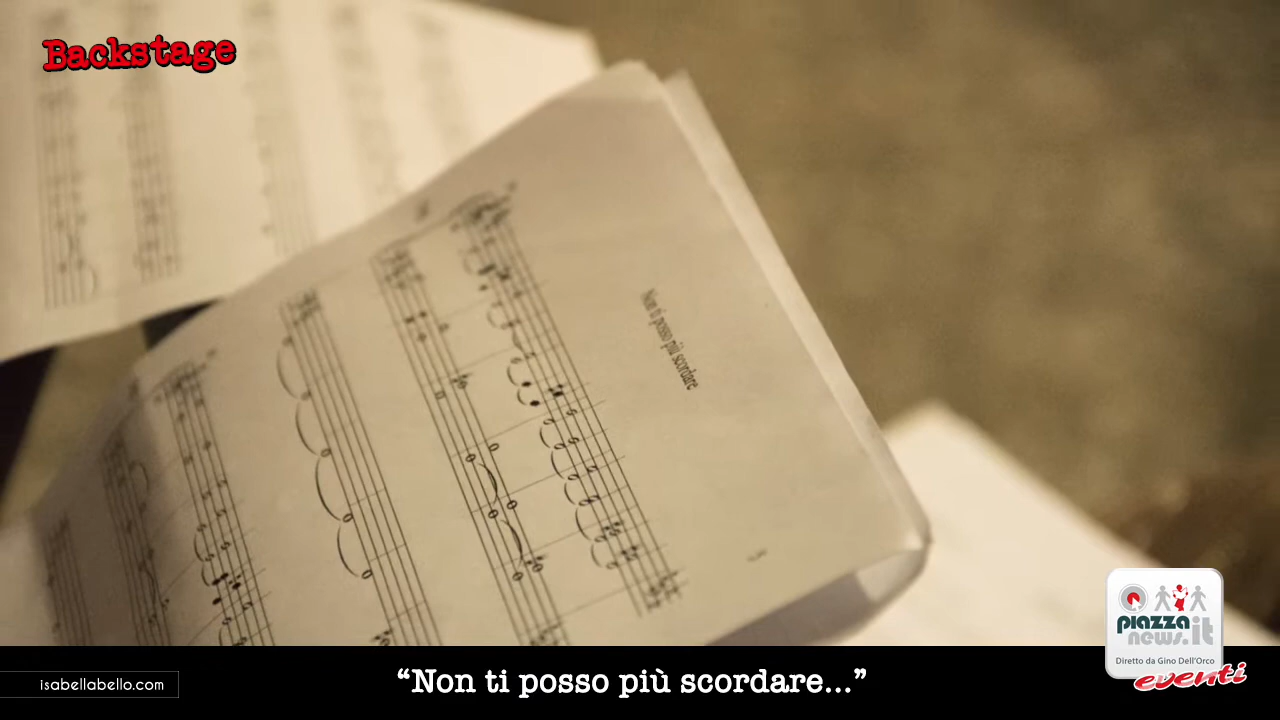 Backstage
Non ti posso più scordare
piazza
news.it
Diretto da Gino Dell'Orco
eventi
isabellabello.com
“Non ti posso più scordare...”